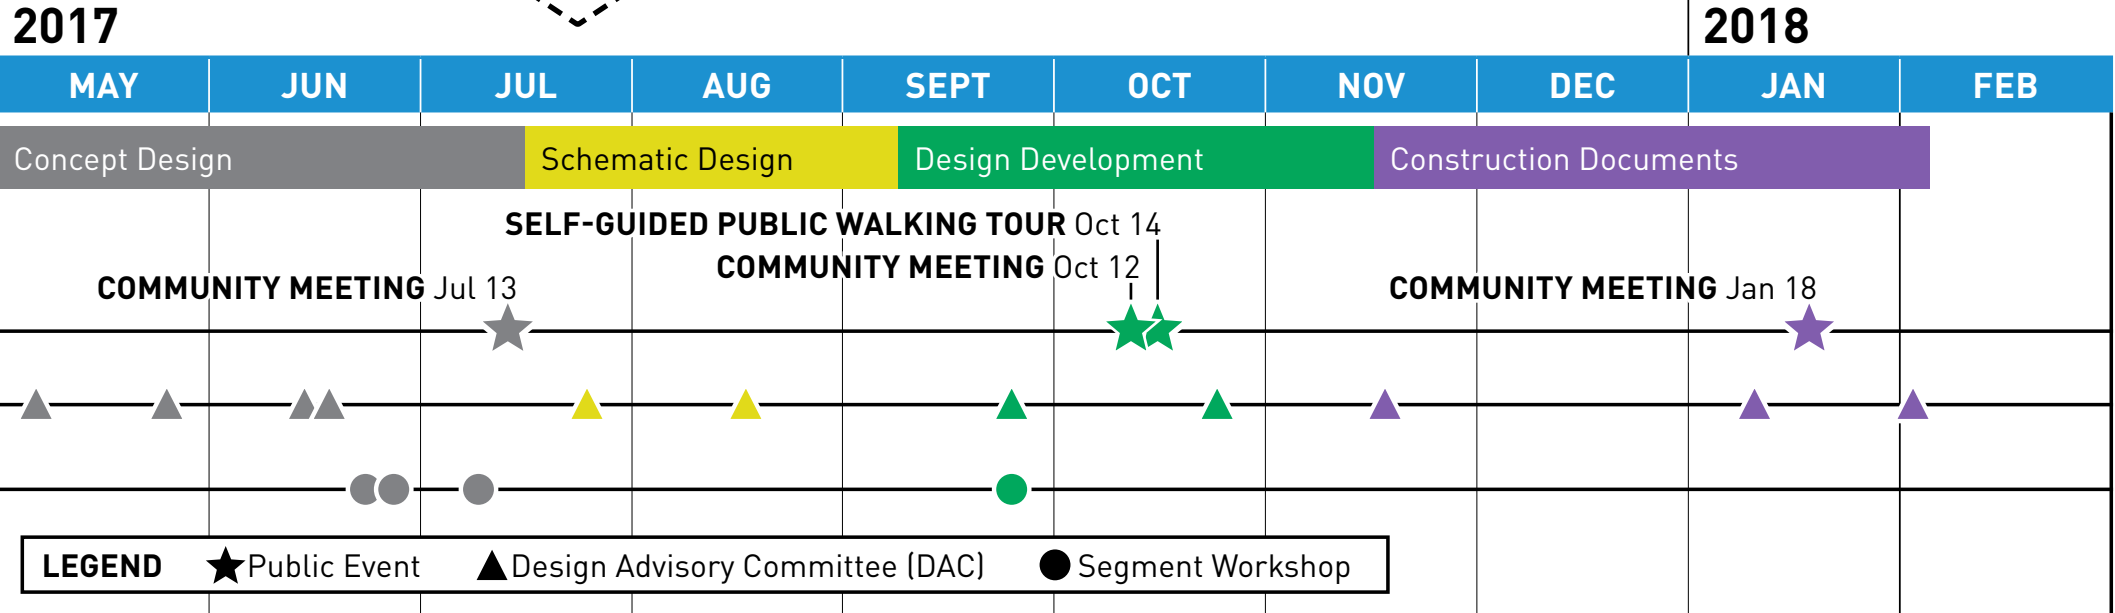 2017 2018
MAY JUN JUL AUG SEPT OCT NOV DEC JAN FEB
Concept Design Schematic Design Design Development Construction Documents
SELF-GUIDED PUBLIC WALKING TOUR Oct 14
COMMUNITY MEETING Oct 12
COMMUNITY MEETING Jul 13 COMMUNITY MEETING Jan 18
LEGEND Public Event Design Advisory Committee (DAC) Segment Workshop